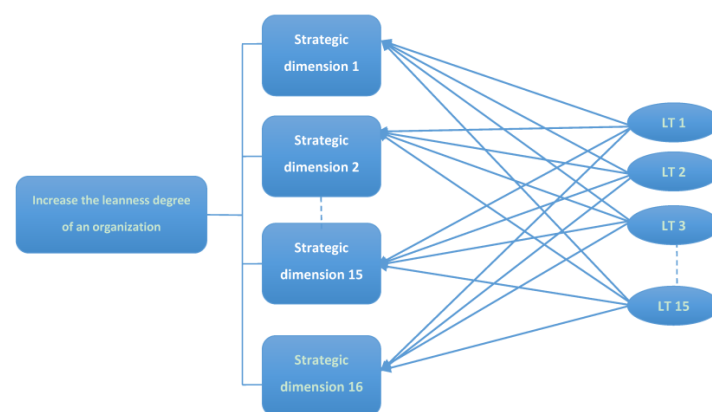 Strategic
dimension 1
Strategic
dimension 2
Increase the leanness degree
of an organization
Strategic
dimension 15
Strategic
dimension 16
LT 1
LT 2
LT 3
LT 15